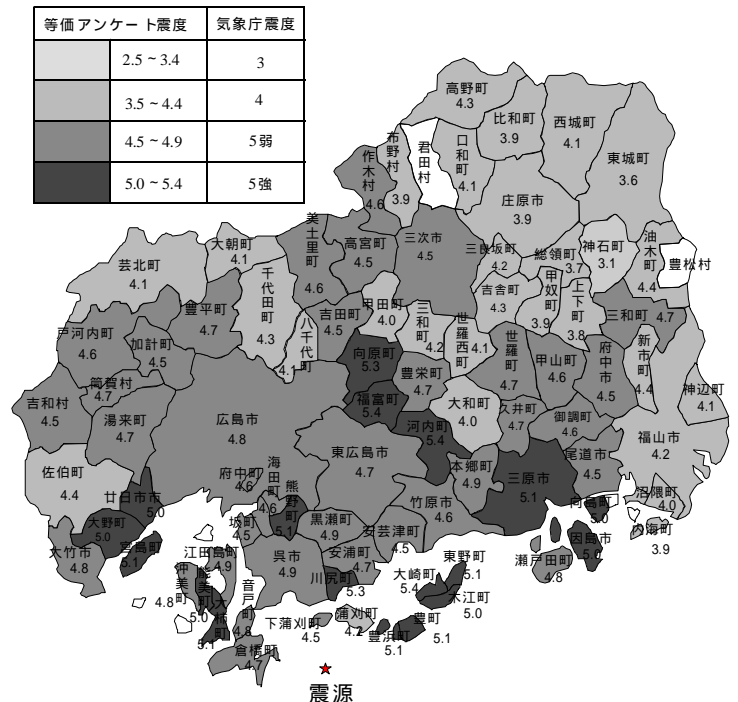 等価アンケート震度 気象庁震度
2.5～3.4 3
3.5～4.4 4
4.5～4.9 5弱
5.0～5.4 5強
高野町
4.3
比和町
3.9
西城町
4.1
東城町
3.6
口和町
4.1
君田村
布野村
3.9
作木村
4.6
庄原市
3.9
美土里町
4.6
高宮町
4.5
三次市
4.5
三良坂町
4.2
総領町
3.7
神石町
3.1
油木町
4.4
豊松村
大朝町
4.1
芸北町
4.1
千代田町
4.3
吉舎町
4.3
甲奴町
3.9
上下町
3.8
三和町 4.7
豊平町
4.7
吉田町
4.5
甲田町
4.0
三和町
4.2
世羅西町
4.1
戸河内町
4.6
加計町
4.5
八千代町
4.1
向原町
5.3
豊栄町
4.7
世羅町
4.7
甲山町
4.6
府中市
4.5
新市町
4.4
神辺町
4.1
筒賀村
4.7
吉和村
4.5
湯来町
4.7
広島市
4.8
福富町
5.4
大和町
4.0
久井町
4.7
御調町
4.6
福山市
4.2
河内町
5.4
東広島市
4.7
本郷町
4.9
三原市
5.1
尾道市
4.5
佐伯町
4.4
府中町
4.6
海田町
4.6
熊野町
5.1
廿日市市
5.0
竹原市
4.6
向島町
5.0
沼隈町
4.0
内海町
3.9
大野町
5.0
宮島町
5.1
大竹市
4.8
坂町
4.5
黒瀬町
4.9
安芸津町
4.5
因島市
5.0
瀬戸田町
4.8
江田島町
4.9
呉市
4.9
安浦町
4.7
川尻町
5.3
東野町
5.1
大崎町
5.4
木江町
5.0
沖美町
4.8
能美町
5.0
大柿町
5.1
音戸町
4.8
下蒲刈町
4.5
蒲刈町
4.2
豊浜町
5.1
豊町
5.1
倉橋町
4.7
震源